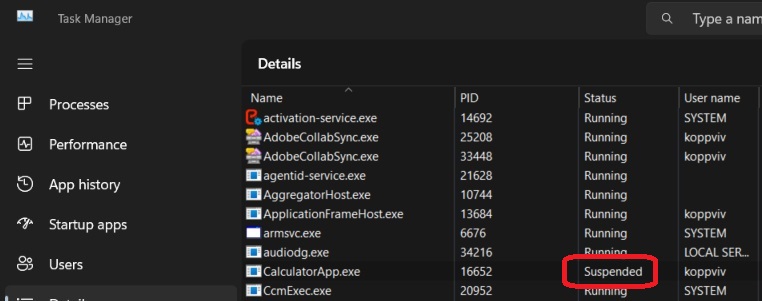 Task Manager
Type a nam
Details
Name PID Status User name
Processes
activation-service.exe 14692 Running SYSTEM
AdobeCollabSync.exe 25208 Running koppviv
Performance
AdobeCollabSync.exe 33448 Running koppviv
agentid-service.exe 21628 Running
App history
AggregatorHost.exe 10744 Running
ApplicationFrameHost.exe 13684 Running koppviv
Startup apps
armsvc.exe 6676 Running SYSTEM
audiodg.exe 34216 Running LOCAL SER...
Users
CalculatorApp.exe 16652 Suspended koppviv
CcmExec.exe 20952 Running SYSTEM
Details